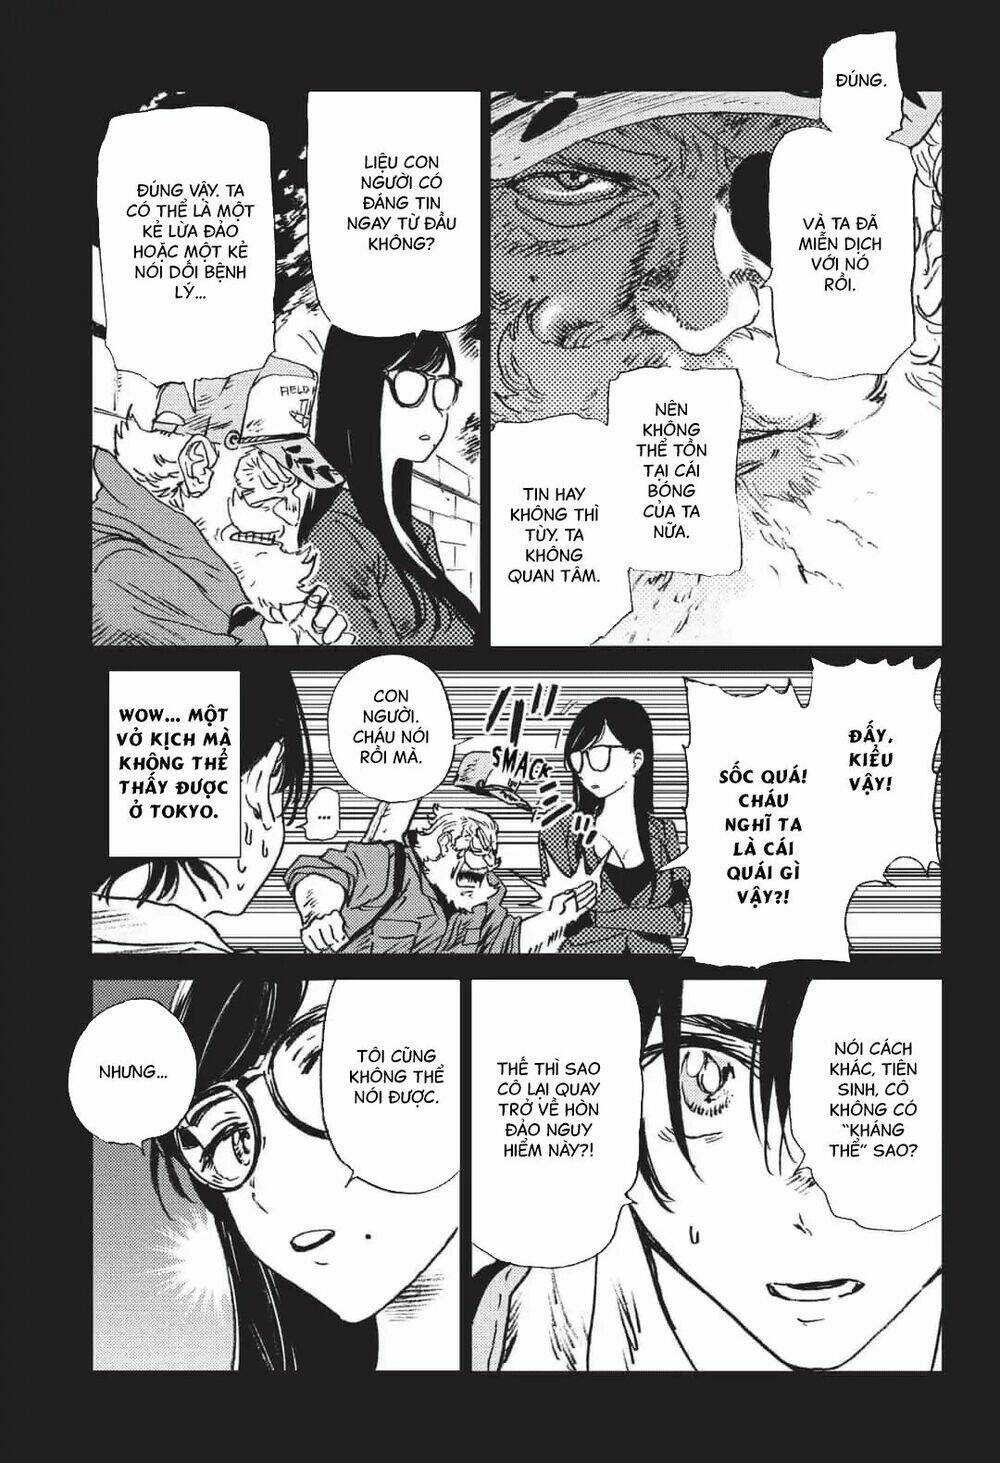 ĐÚNG.
VÀ TA ĐÃ
MIỄN DỊCH
VỚI NÓ
RỒI.
NÊN
KHÔNG
THỂ TỒN
TẠI CÁI
BÓNG
CỦA TA
NỮA.
TIN HAY
KHÔNG THÌ
TÙY. TA
KHÔNG
QUAN TÂM.
LIỆU CON
NGƯỜI CÓ
ĐÁNG TIN
NGAY TỪ ĐẦU
KHÔNG?
ĐÚNG VẬY. TA
CÓ THỂ LÀ MỘT
KẺ LỪA ĐẢO
HOẶC MỘT KẺ
NÓI DỐI BỆNH
LÝ...
FIELD
ĐẤY,
KIỂU
VẬY!
SỐC QUÁ!
CHÁU
NGHĨ TA
LÀ CÁI
QUÁI GÌ
VẬY?!
SMACK
CON
NGƯỜI.
CHÁU NÓI
RỒI MÀ.
...
WOW... MỘT
VỞ KỊCH MÀ
KHÔNG THỂ
THẤY ĐƯỢC
Ở TOKYO.
NÓI CÁCH
KHÁC, TIÊN
SINH, CÔ
KHÔNG CÓ
“KHÁNG
THỂ” SAO?
THẾ THÌ SAO
CÔ LẠI QUAY
TRỞ VỀ HÒN
ĐẢO NGUY
HIỂM NÀY?!
TÔI CŨNG
KHÔNG THỂ
NÓI ĐƯỢC.
NHƯNG...